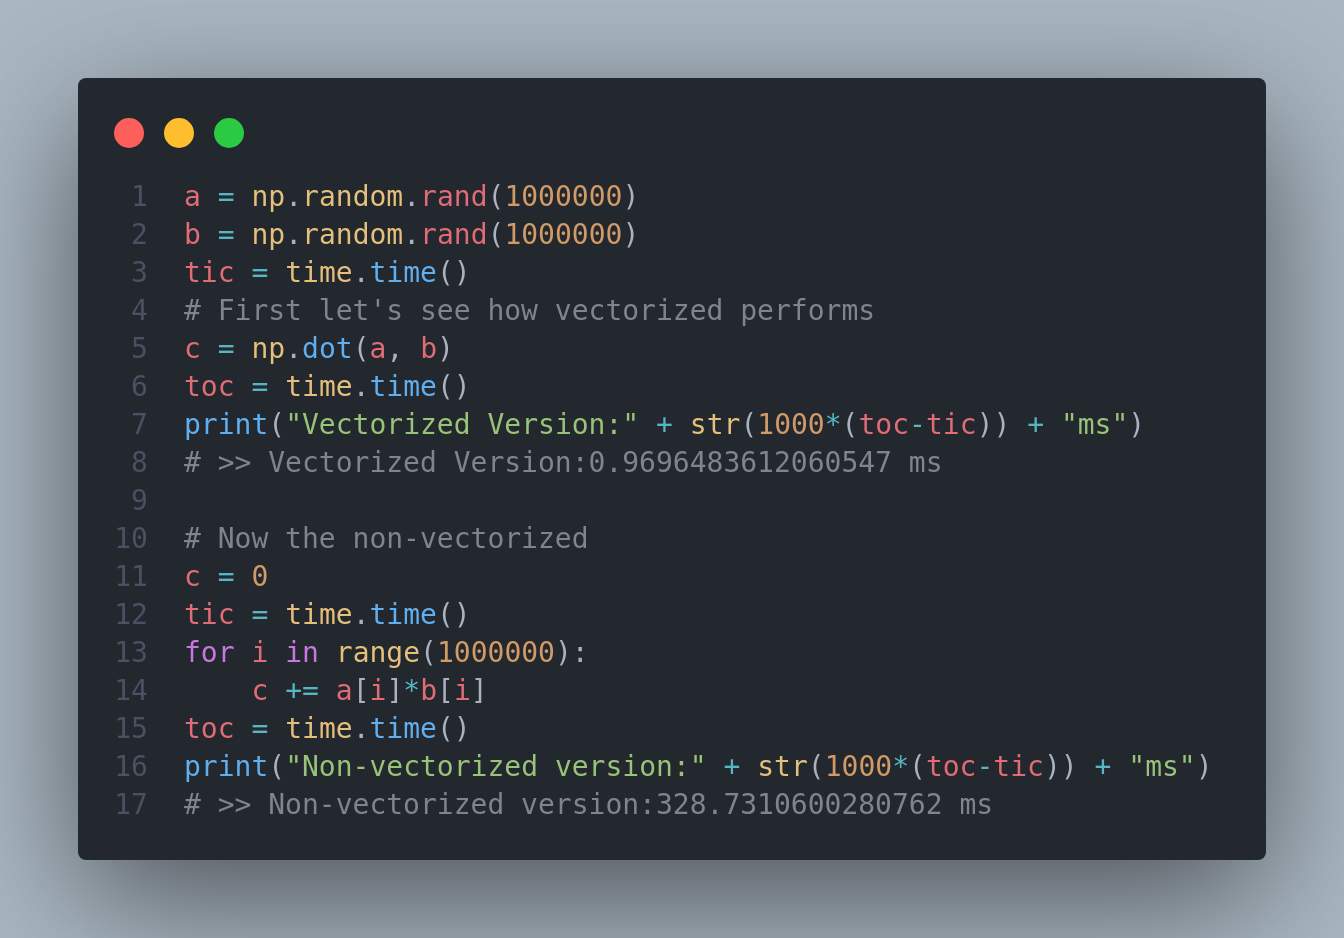 1 a = np.random.rand(1000000)
2 b = np.random.rand(1000000)
3 tic = time.time()
4 # First let's see how vectorized performs
5 c = np.dot(a, b)
6 toc = time.time()
7 print("Vectorized Version:" + str(1000*(toc-tic)) + "ms")
8 # >> Vectorized Version:0.9696483612060547 ms
9
10 # Now the non-vectorized
11 c = 0
12 tic = time.time()
13 for i in range(1000000):
14     c += a[i]*b[i]
15 toc = time.time()
16 print("Non-vectorized version:" + str(1000*(toc-tic)) + "ms")
17 # >> Non-vectorized version:328.7310600280762 ms